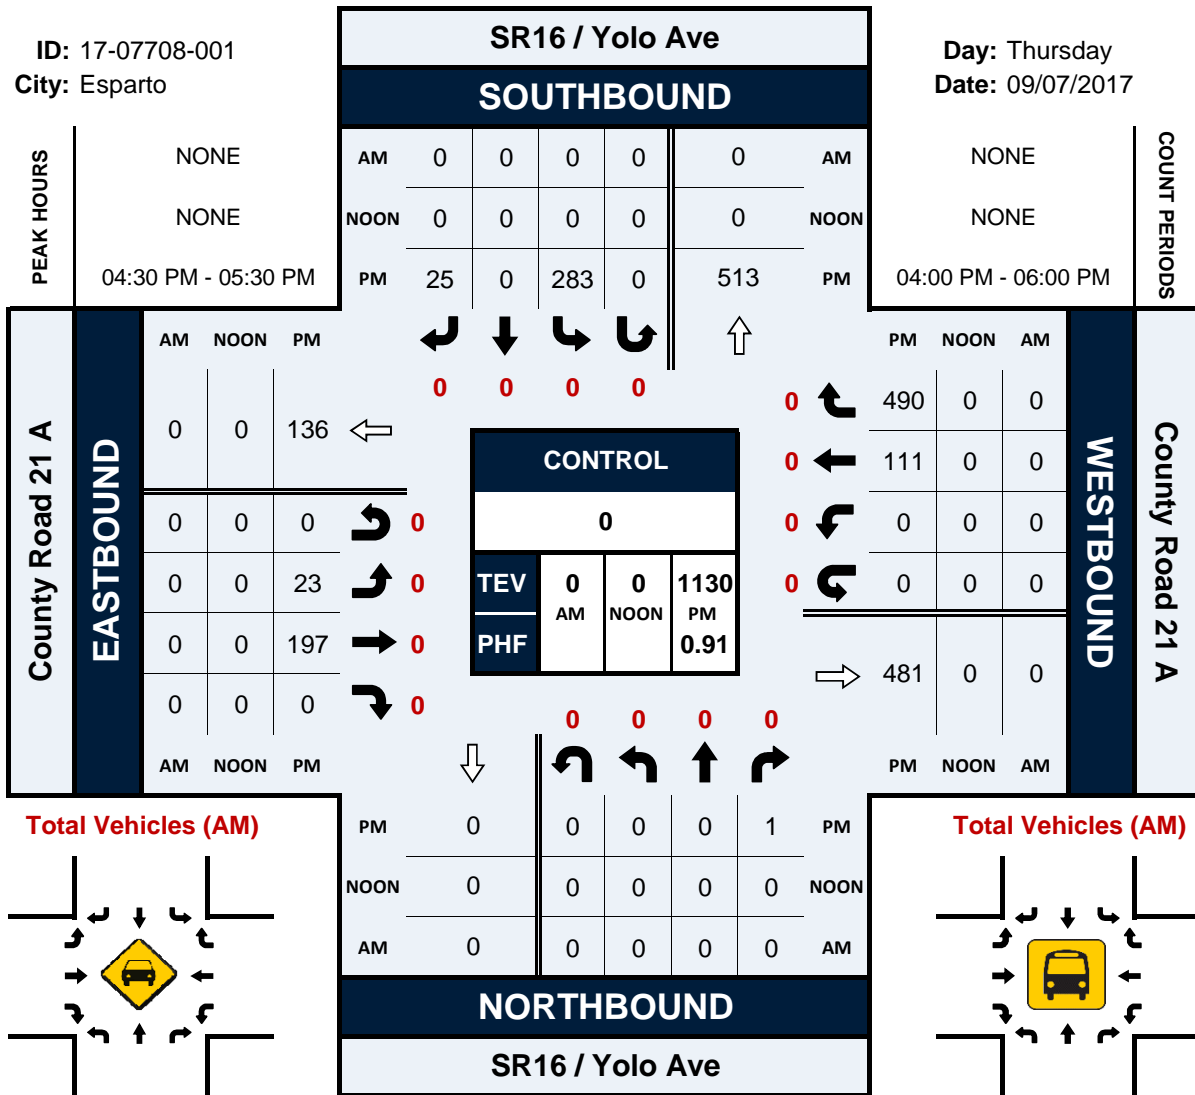 SR16 / Yolo Ave
ID: 17-07708-001
Day: Thursday
City: Esparto
Date: 09/07/2017
SOUTHBOUND
PEAK HOURS
NONE
AM 0 0 0 0 0 AM
NONE
COUNT PERIODS
NONE
NOON 0 0 0 0 0 NOON
NONE
04:30 PM - 05:30 PM
PM 25 0 283 0 513 PM
04:00 PM - 06:00 PM
AM NOON PM
PM NOON AM
0 0 0 0
County Road 21 A
EASTBOUND
0 0 136
0 0 0 0
0 0 23 0
0 0 197 0
0 0 0 0
AM NOON PM
CONTROL
0
TEV 0 0 1130
AM NOON PM
PHF 0.91
0 490 0 0
0 111 0 0
0 0 0 0
0 0 0 0
481 0 0
PM NOON AM
WESTBOUND
County Road 21 A
0 0 0 0
Total Vehicles (AM)
PM 0 0 0 0 1 PM
Total Vehicles (AM)
NOON 0 0 0 0 0 NOON
AM 0 0 0 0 0 AM
NORTHBOUND
SR16 / Yolo Ave